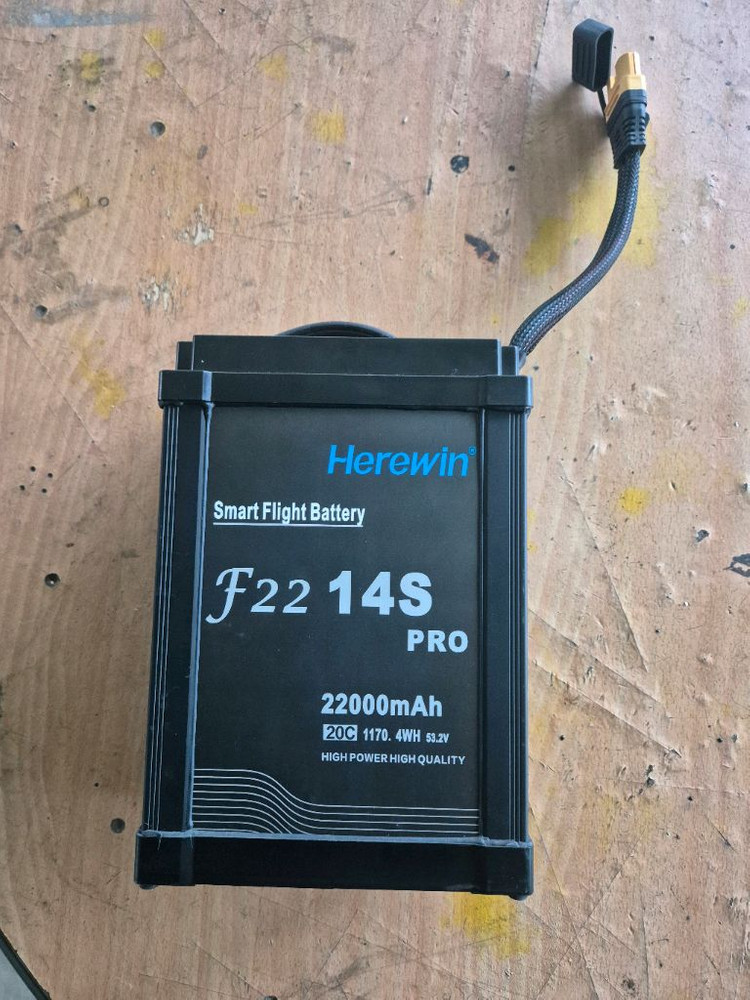 Herewin®
Smart Flight Battery
F22 14S
PRO
22000mAh
20C 1170. 4WH 53.2V
HIGH POWER HIGH QUALITY